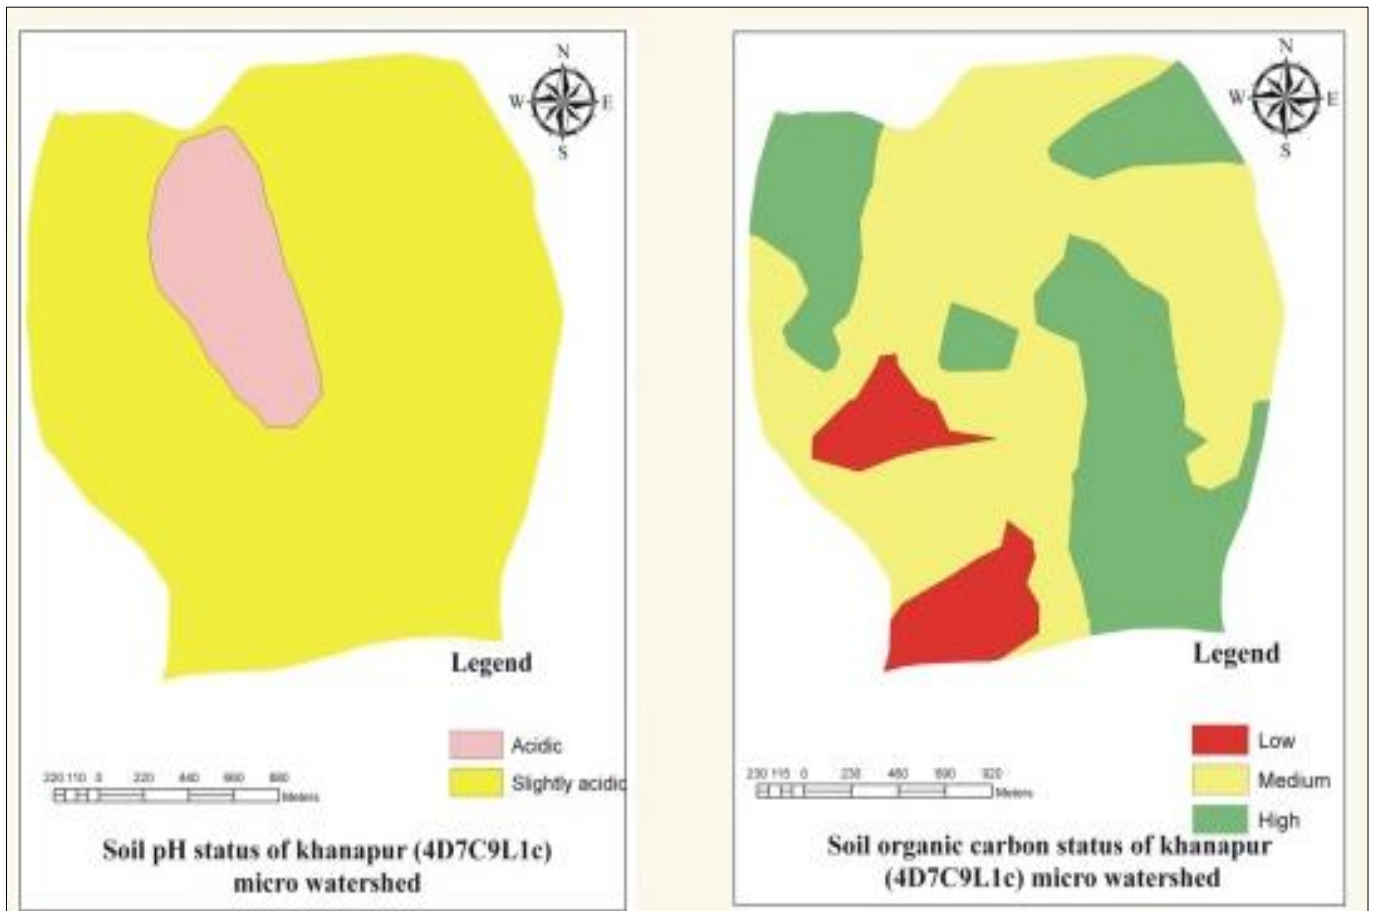 N
W E
S
Legend
Acidic
Slightly acidic
220 110 0 220 440 660 880
Meters
Soil pH status of khanapur (4D7C9L1c)
micro watershed
N
W E
S
Legend
Low
Medium
High
230 115 0 230 460 690 920
Meters
Soil organic carbon status of khanapur
(4D7C9L1c) micro watershed